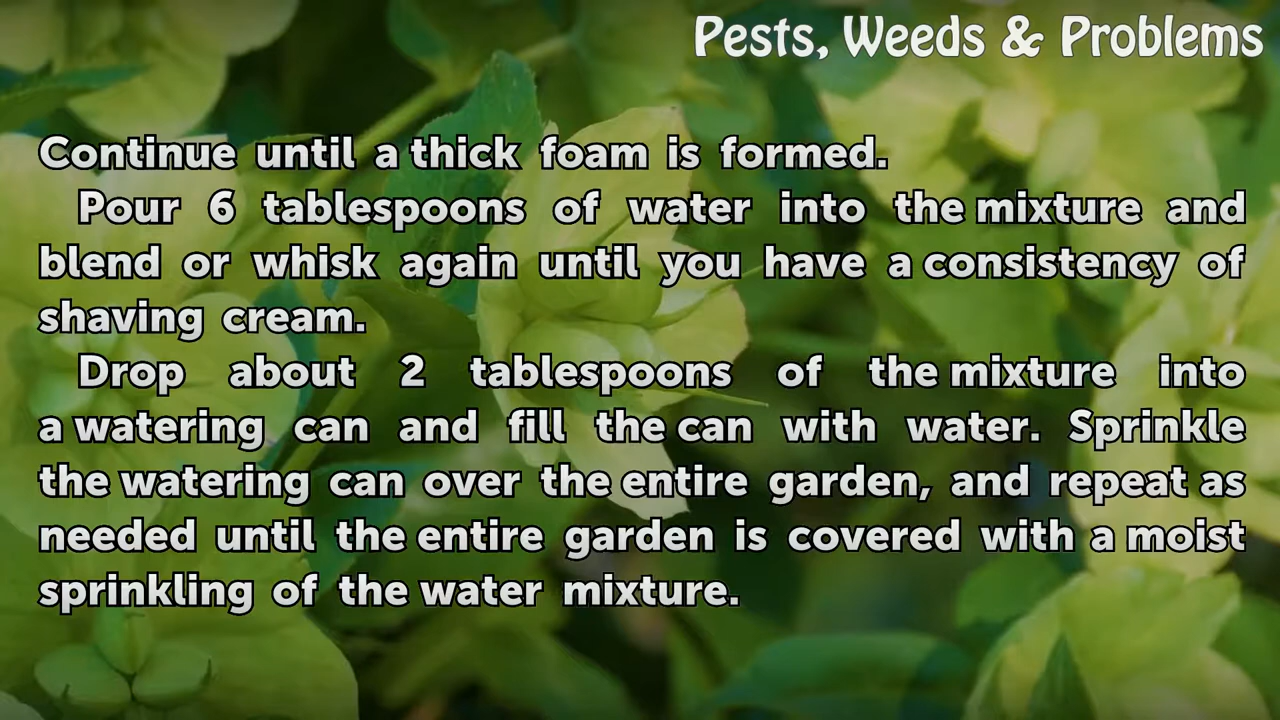 Pests, Weeds & Problems
Continue until a thick foam is formed.
Pour 6 tablespoons of water into the mixture and
blend or whisk again until you have a consistency of
shaving cream.
Drop about 2 tablespoons of the mixture into
a watering can and fill the can with water. Sprinkle
the watering can over the entire garden, and repeat as
needed until the entire garden is covered with a moist
sprinkling of the water mixture.